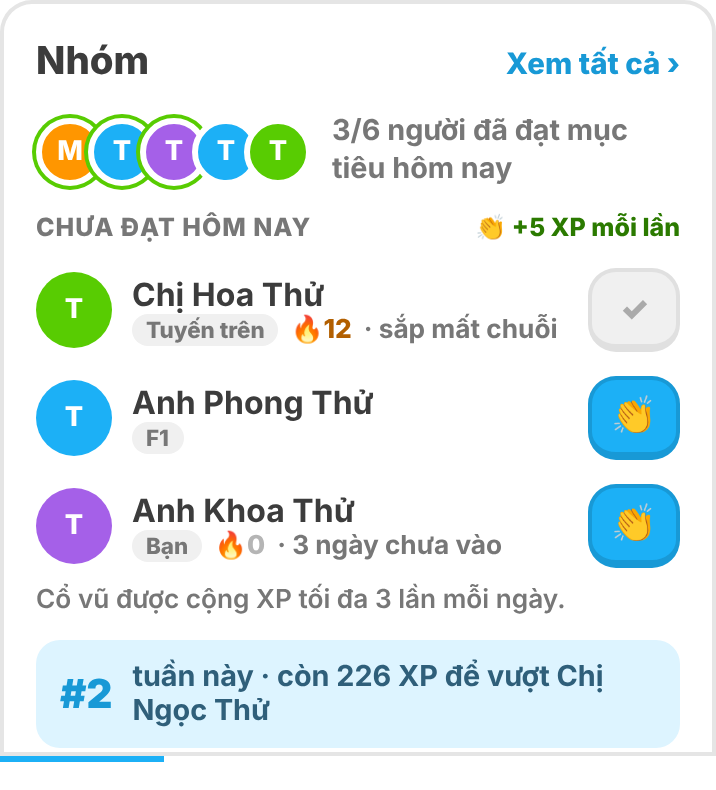 Nhóm
Xem tất cả ›
M T T T T
3/6 người đã đạt mục
tiêu hôm nay
CHƯA ĐẠT HÔM NAY
👏 +5 XP mỗi lần
T
Chị Hoa Thử
Tuyến trên 🔥12 · sắp mất chuỗi
T
Anh Phong Thử
F1
T
Anh Khoa Thử
Bạn 🔥0 · 3 ngày chưa vào
Cổ vũ được cộng XP tối đa 3 lần mỗi ngày.
#2
tuần này · còn 226 XP để vượt Chị
Ngọc Thử